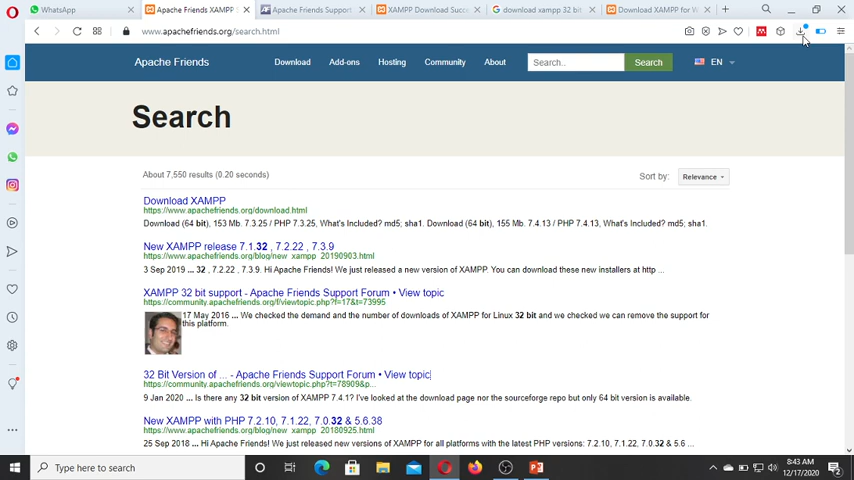 WhatsApp
Apache Friends XAMPP
Apache Friends Support
XAMPP Download Succ
download xampp 32 bit
Download XAMPP for W
www.apachefriends.org/search.html
Apache Friends
Download
Add-ons
Hosting
Community
About
Search..
Search
EN
Search
About 7,550 results (0.20 seconds)
Sort by:
Relevance
Download XAMPP
https://www.apachefriends.org/download.html
Download (64 bit), 153 Mb. 7.3.25 / PHP 7.3.25, What's Included? md5; sha1. Download (64 bit), 155 Mb. 7.4.13 / PHP 7.4.13, What's Included? md5; sha1.
New XAMPP release 7.1.32 , 7.2.22 , 7.3.9
https://www.apachefriends.org/blog/new_xampp_20190903.html
3 Sep 2019 ... 32 , 7.2.22 , 7.3.9. Hi Apache Friends! We just released a new version of XAMPP. You can download these new installers at http ...
XAMPP 32 bit support - Apache Friends Support Forum • View topic
https://community.apachefriends.org/f/viewtopic.php?f=17&t=73995
17 May 2016 ... We checked the demand and the number of downloads of XAMPP for Linux 32 bit and we checked we can remove the support for
this platform.
32 Bit Version of ... - Apache Friends Support Forum • View topic
https://community.apachefriends.org/viewtopic.php?t=78909&p...
9 Jan 2020 ... Is there any 32 bit version of XAMPP 7.4.1? I've looked at the download page nor the sourceforge repo but only 64 bit version is available.
New XAMPP with PHP 7.2.10, 7.1.22, 7.0.32 & 5.6.38
https://www.apachefriends.org/blog/new_xampp_20180925.html
25 Sep 2018 ... Hi Apache Friends! We just released new versions of XAMPP for all platforms with the latest PHP versions: 7.2.10, 7.1.22, 7.0.32 & 5.6 ...
Type here to search
8:43 AM
12/17/2020
2